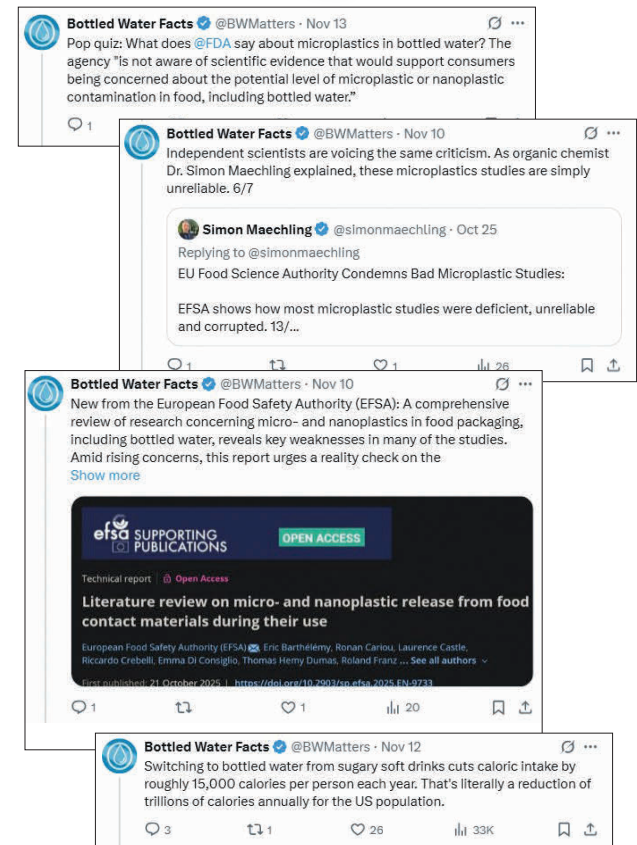 Bottled Water Facts @BWMatters · Nov 13
Pop quiz: What does @FDA say about microplastics in bottled water? The
agency "is not aware of scientific evidence that would support consumers
being concerned about the potential level of microplastic or nanoplastic
contamination in food, including bottled water.”
1
Bottled Water Facts @BWMatters · Nov 10
Independent scientists are voicing the same criticism. As organic chemist
Dr. Simon Maechling explained, these microplastics studies are simply
unreliable. 6/7
Simon Maechling @simonmaechling · Oct 25
Replying to @simonmaechling
EU Food Science Authority Condemns Bad Microplastic Studies:
EFSA shows how most microplastic studies were deficient, unreliable
and corrupted. 13/...
1 1 26
Bottled Water Facts @BWMatters · Nov 10
New from the European Food Safety Authority (EFSA): A comprehensive
review of research concerning micro- and nanoplastics in food packaging,
including bottled water, reveals key weaknesses in many of the studies.
Amid rising concerns, this report urges a reality check on the
Show more
efsa SUPPORTING
PUBLICATIONS
OPEN ACCESS
Technical report Open Access
Literature review on micro- and nanoplastic release from food
contact materials during their use
European Food Safety Authority (EFSA), Eric Barthélémy, Ronan Cariou, Laurence Castle,
Riccardo Crebelli, Emma Di Consiglio, Thomas Hemy Dumas, Roland Franz ... See all authors
First published: 21 October 2025 | https://doi.org/10.2903/sp.efsa.2025.EN-9733
1 1 20
Bottled Water Facts @BWMatters · Nov 12
Switching to bottled water from sugary soft drinks cuts caloric intake by
roughly 15,000 calories per person each year. That's literally a reduction of
trillions of calories annually for the US population.
3 1 26 33K